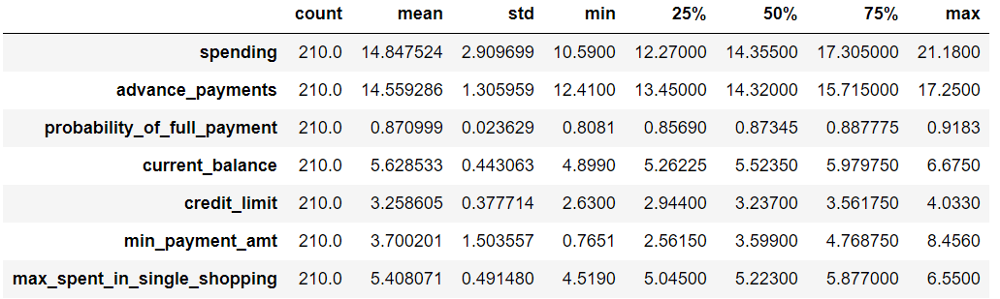 count mean std min 25% 50% 75% max
spending 210.0 14.847524 2.909699 10.5900 12.27000 14.35500 17.305000 21.1800
advance_payments 210.0 14.559286 1.305959 12.4100 13.45000 14.32000 15.715000 17.2500
probability_of_full_payment 210.0 0.870999 0.023629 0.8081 0.85690 0.87345 0.887775 0.9183
current_balance 210.0 5.628533 0.443063 4.8990 5.26225 5.52350 5.979750 6.6750
credit_limit 210.0 3.258605 0.377714 2.6300 2.94400 3.23700 3.561750 4.0330
min_payment_amt 210.0 3.700201 1.503557 0.7651 2.56150 3.59900 4.768750 8.4560
max_spent_in_single_shopping 210.0 5.408071 0.491480 4.5190 5.04500 5.22300 5.877000 6.5500